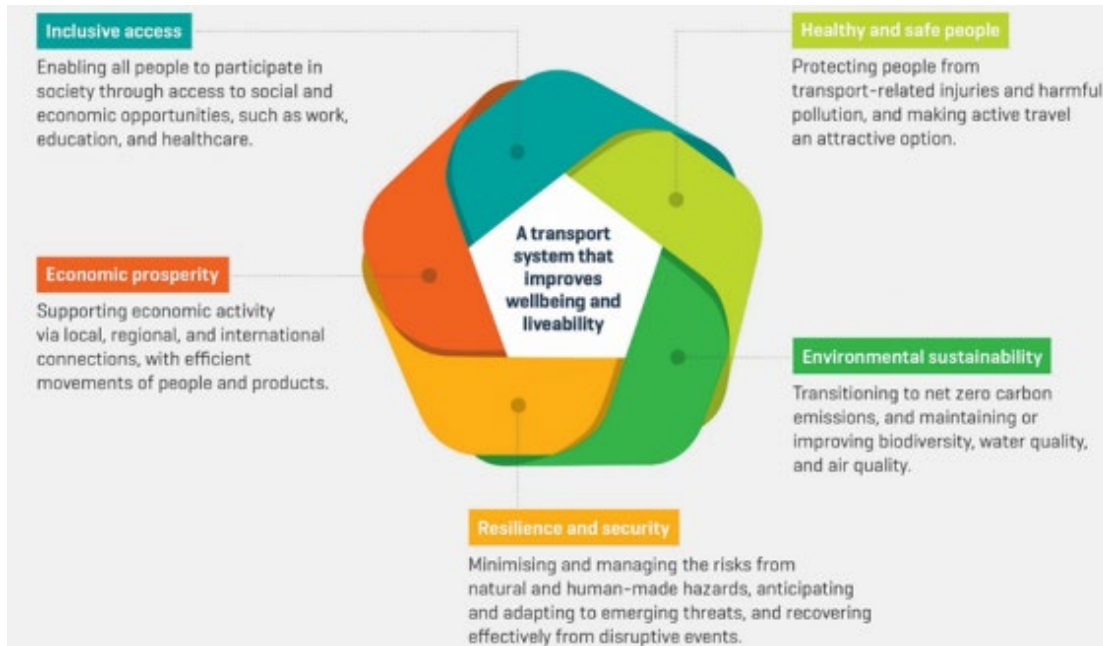 Inclusive access
Enabling all people to participate in
society through access to social and
economic opportunities, such as work,
education, and healthcare.
Healthy and safe people
Protecting people from
transport-related injuries and harmful
pollution, and making active travel
an attractive option.
A transport
system that
improves
wellbeing and
liveability
Economic prosperity
Supporting economic activity
via local, regional, and international
connections, with efficient
movements of people and products.
Environmental sustainability
Transitioning to net zero carbon
emissions, and maintaining or
improving biodiversity, water quality,
and air quality.
Resilience and security
Minimising and managing the risks from
natural and human-made hazards, anticipating
and adapting to emerging threats, and recovering
effectively from disruptive events.